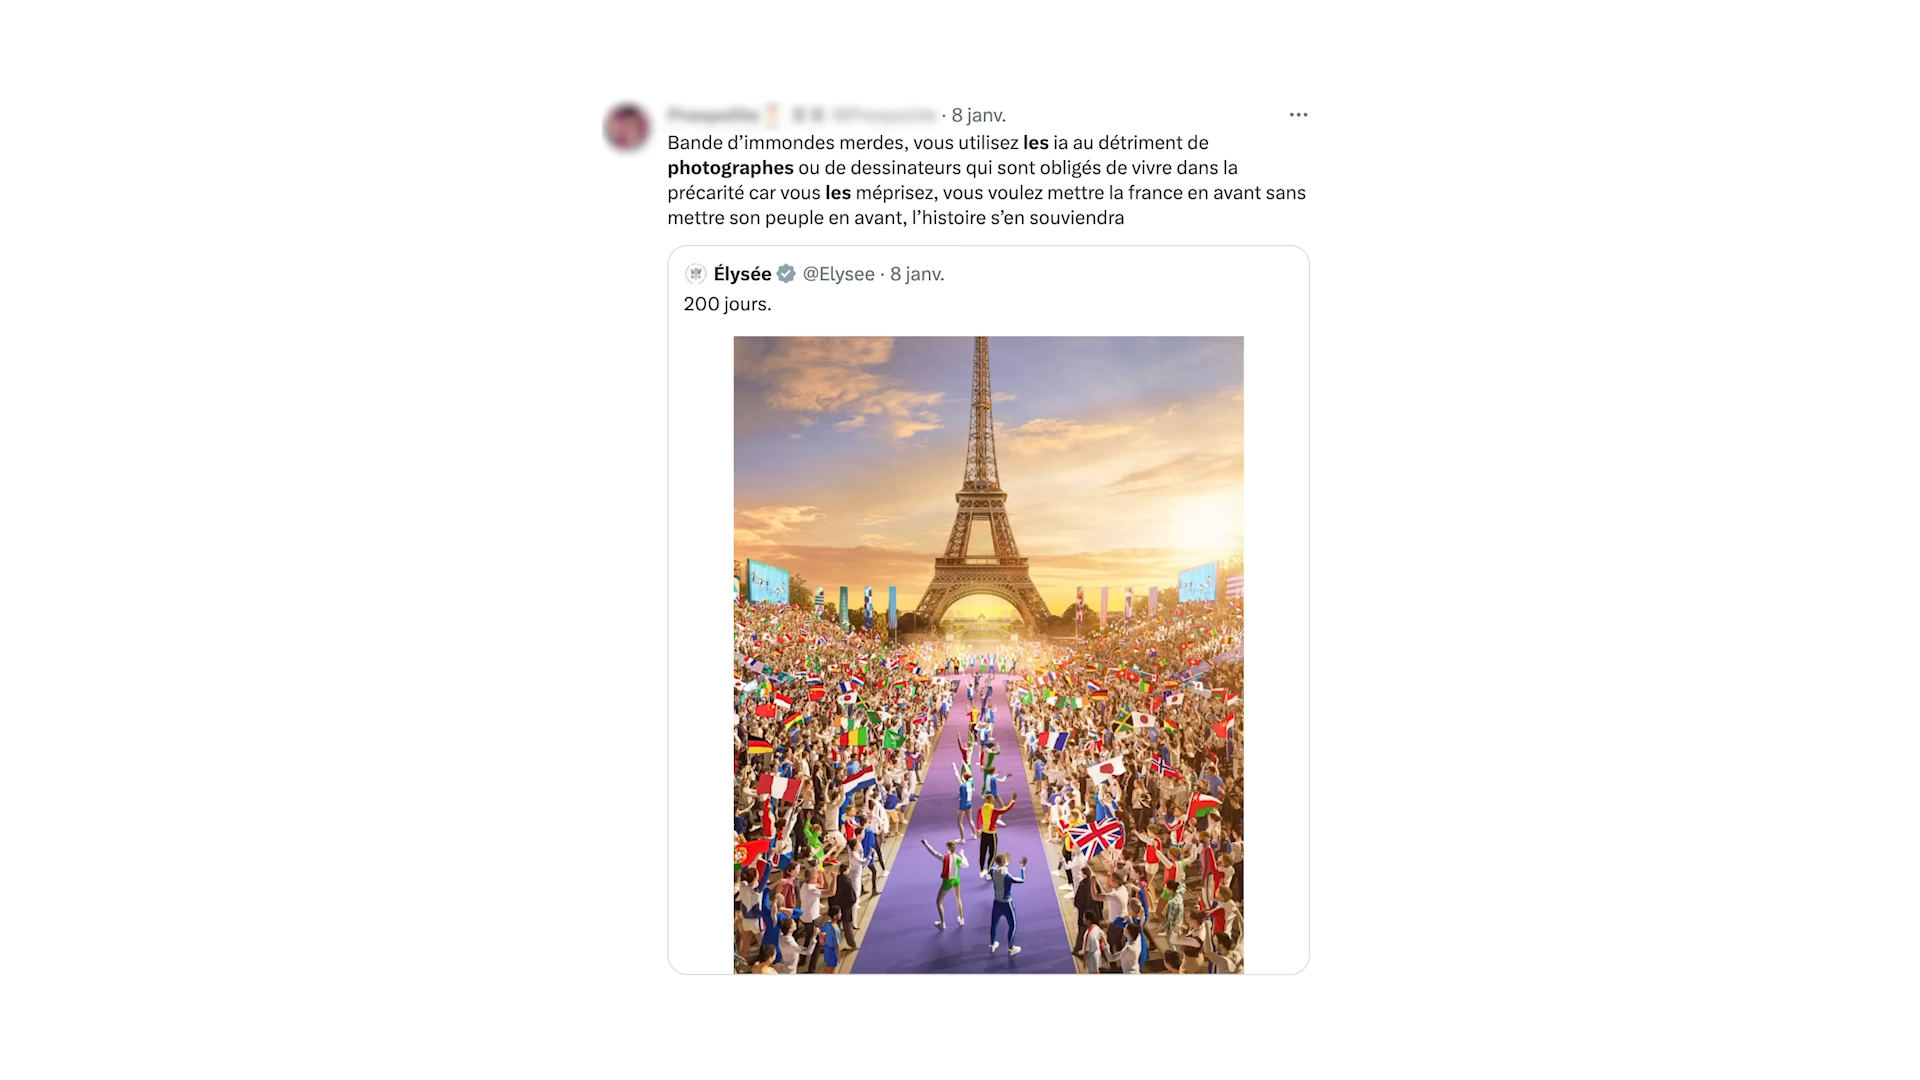 · 8 janv.
Bande d’immondes merdes, vous utilisez les ia au détriment de
photographes ou de dessinateurs qui sont obligés de vivre dans la
précarité car vous les méprisez, vous voulez mettre la france en avant sans
mettre son peuple en avant, l’histoire s’en souviendra
Élysée @Elysee · 8 janv.
200 jours.